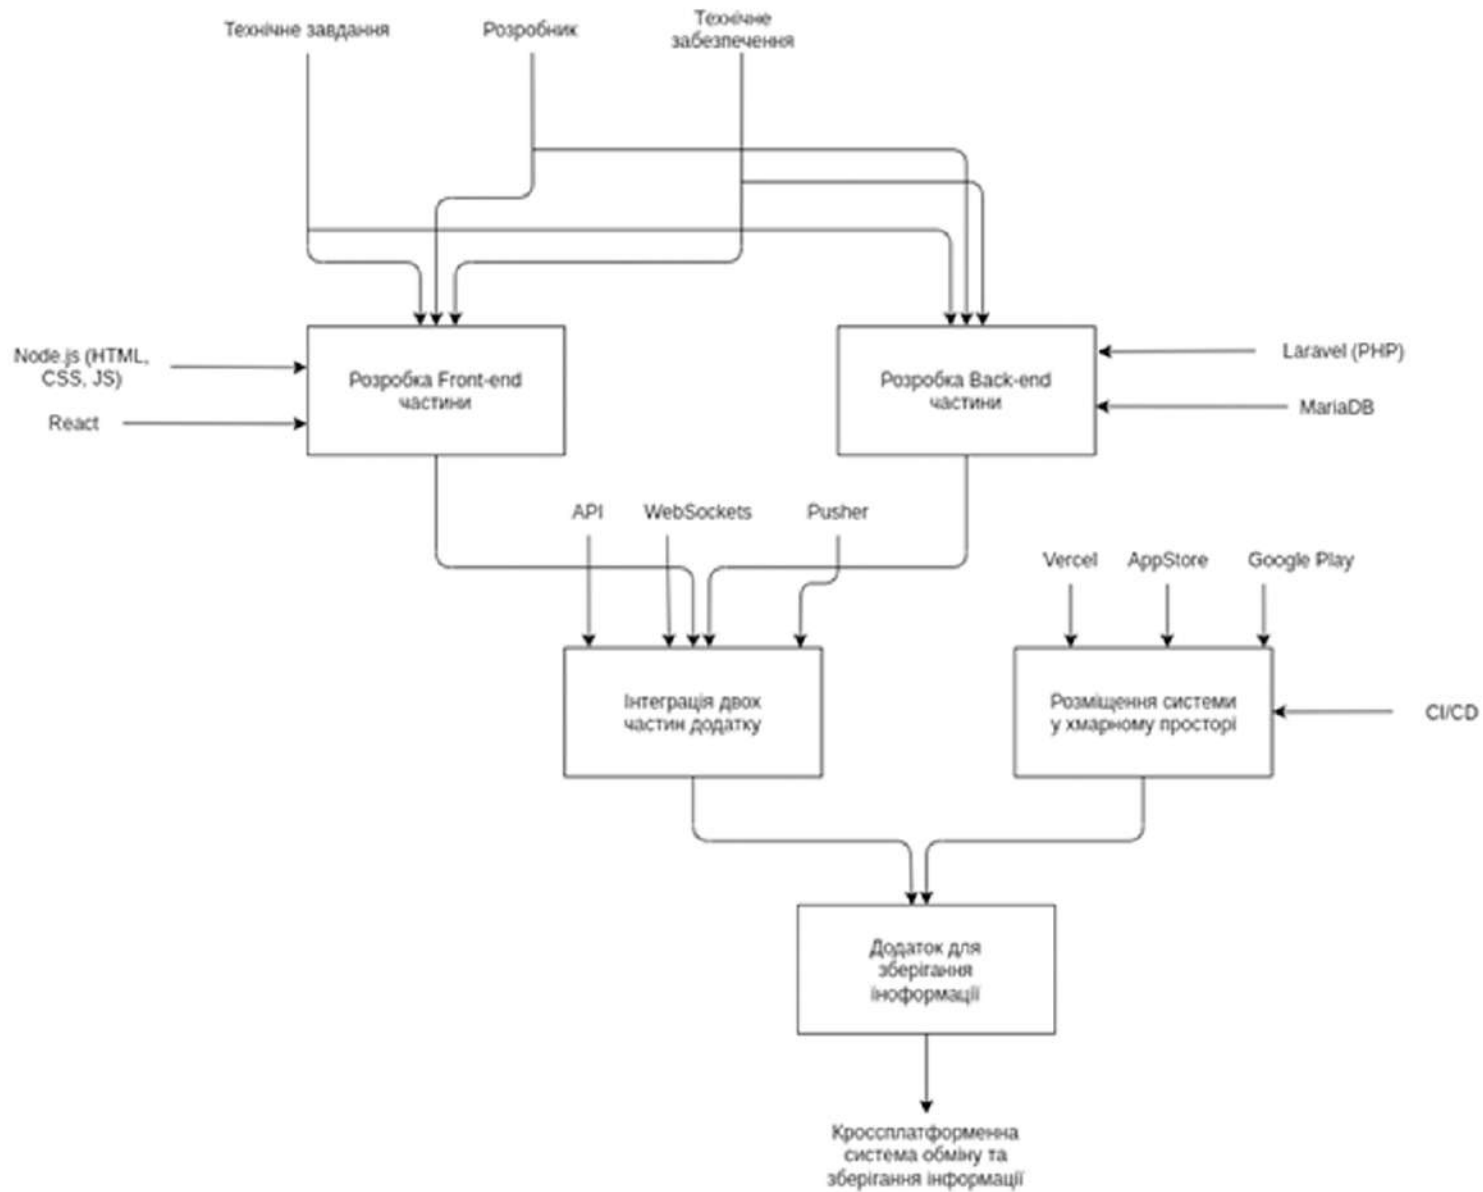 Технічне завдання
Розробник
Технічне
забезпечення
Node.js (HTML,
CSS, JS)
React
Розробка Front-end
частини
Розробка Back-end
частини
Laravel (PHP)
MariaDB
API
WebSockets
Pusher
Vercel
AppStore
Google Play
Інтеграція двох
частин додатку
Розміщення системи
у хмарному просторі
CI/CD
Додаток для
зберігання
іноформації
Кроссплатформенна
система обміну та
зберігання інформації